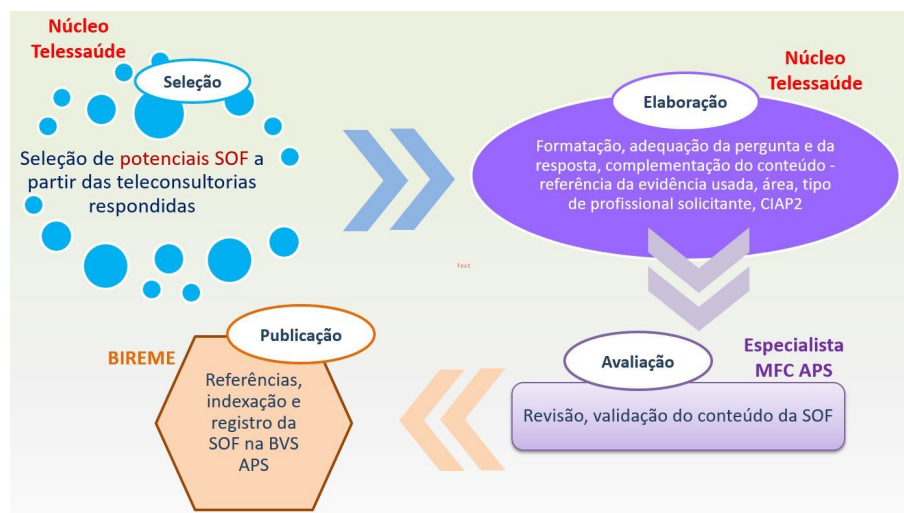 Núcleo
Telessaúde
Seleção
Seleção de potenciais SOF a
partir das teleconsultorias
respondidas
Núcleo
Telessaúde
Elaboração
Formatação, adequação da pergunta e da
resposta, complementação do conteúdo -
referência da evidência usada, área, tipo
de profissional solicitante, CIAP2
Text
Especialista
MFC APS
Avaliação
Revisão, validação do conteúdo da SOF
BIREME
Publicação
Referências,
indexação e
registro da
SOF na BVS
APS